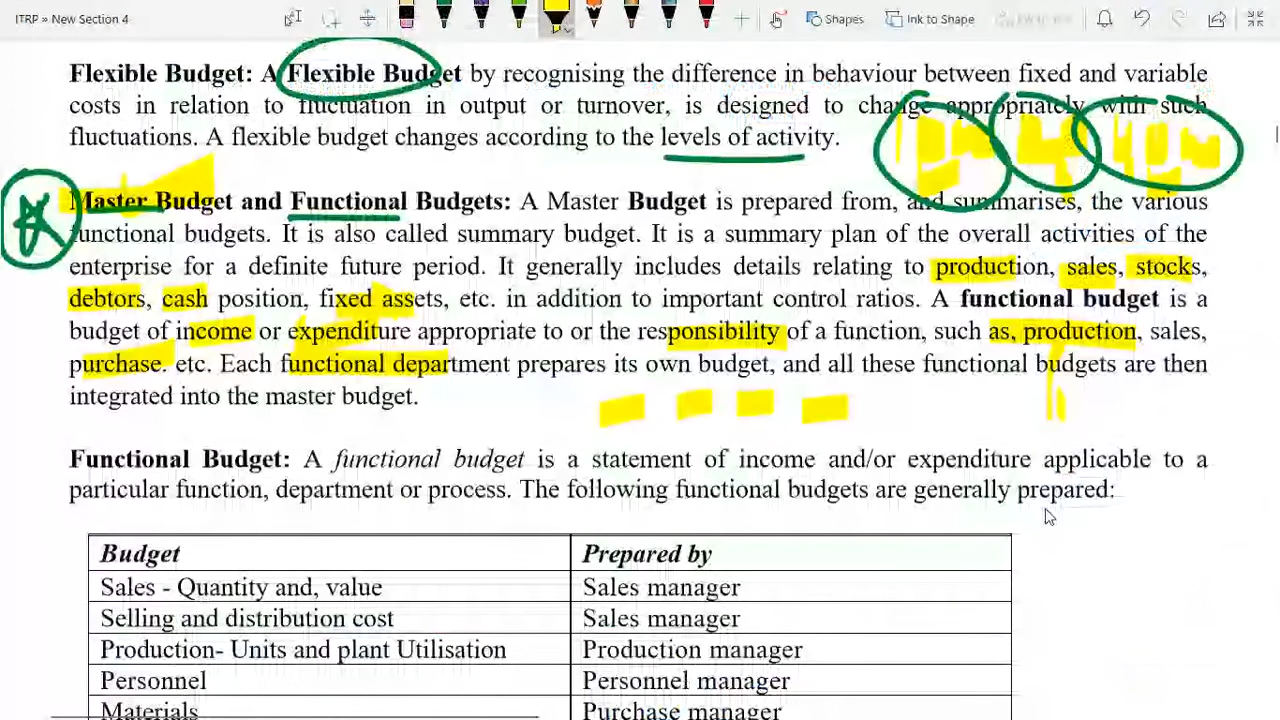 ITRP » New Section 4
Shapes
Ink to Shape
Flexible Budget: A Flexible Budget by recognising the difference in behaviour between fixed and variable
costs in relation to fluctuation in output or turnover, is designed to change appropriately with such
fluctuations. A flexible budget changes according to the levels of activity.
Master Budget and Functional Budgets: A Master Budget is prepared from, and summarises, the various
functional budgets. It is also called summary budget. It is a summary plan of the overall activities of the
enterprise for a definite future period. It generally includes details relating to production, sales, stocks,
debtors, cash position, fixed assets, etc. in addition to important control ratios. A functional budget is a
budget of income or expenditure appropriate to or the responsibility of a function, such as, production, sales,
purchase. etc. Each functional department prepares its own budget, and all these functional budgets are then
integrated into the master budget.
Functional Budget: A functional budget is a statement of income and/or expenditure applicable to a
particular function, department or process. The following functional budgets are generally prepared:
Budget Prepared by
Sales - Quantity and, value Sales manager
Selling and distribution cost Sales manager
Production- Units and plant Utilisation Production manager
Personnel Personnel manager
Materials Purchase manager